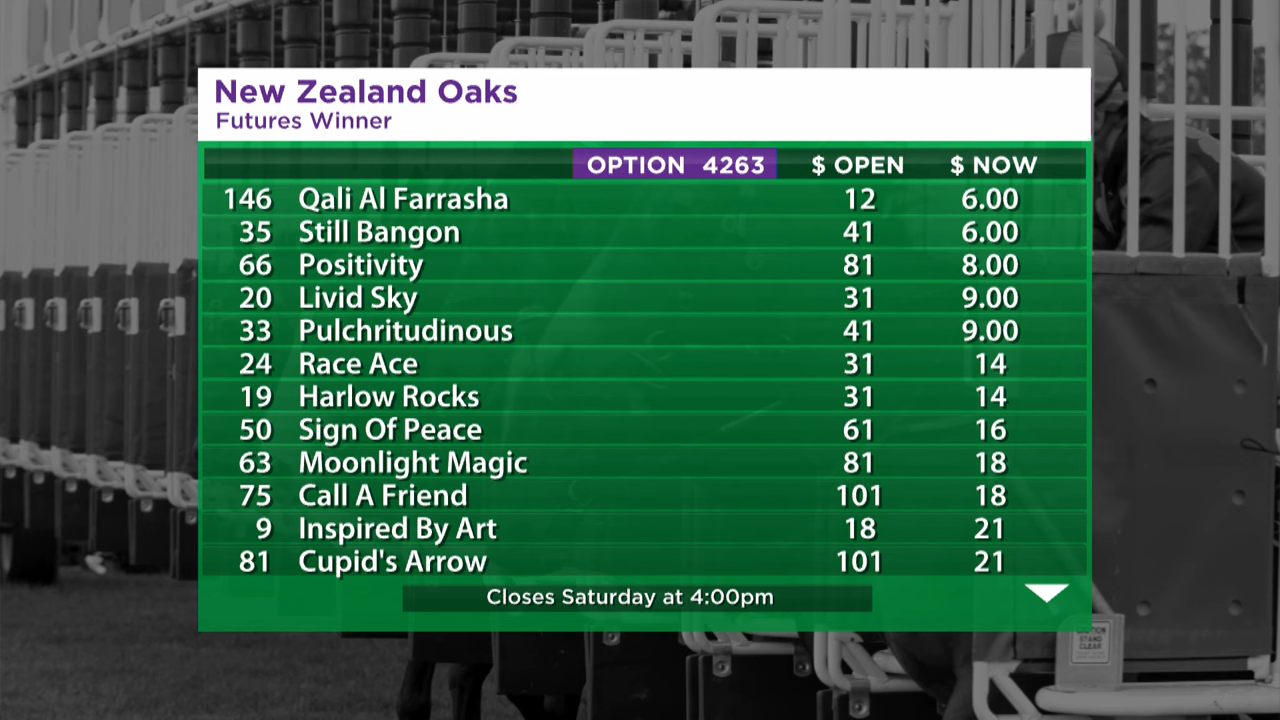 New Zealand Oaks
Futures Winner
OPTION 4263 $ OPEN $ NOW
146 Qali Al Farrasha 12 6.00
35 Still Bangon 41 6.00
66 Positivity 81 8.00
20 Livid Sky 31 9.00
33 Pulchritudinous 41 9.00
24 Race Ace 31 14
19 Harlow Rocks 31 14
50 Sign Of Peace 61 16
63 Moonlight Magic 81 18
75 Call A Friend 101 18
9 Inspired By Art 18 21
81 Cupid's Arrow 101 21
Closes Saturday at 4:00pm
CAUTION
STAND
CLEAR